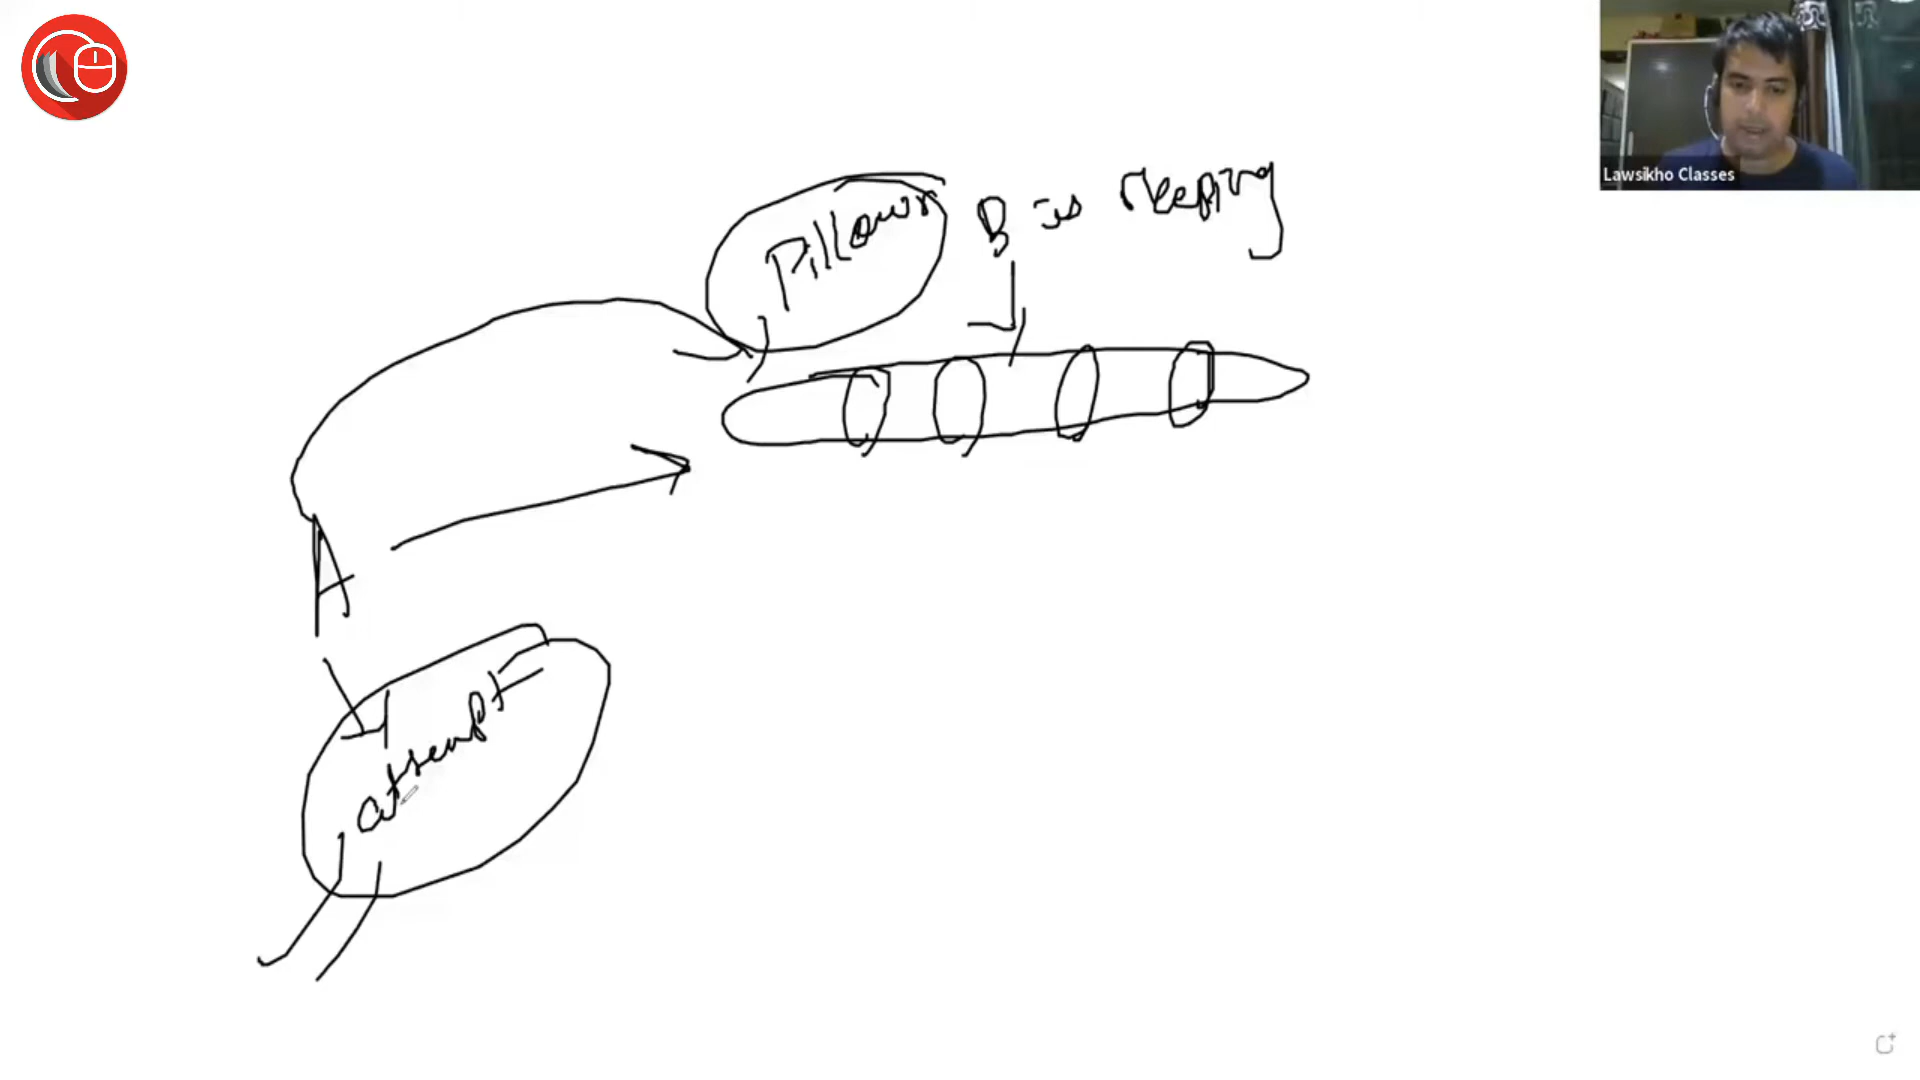 Lawsikho Classes
B is sleeping
Pillows
A
attempt